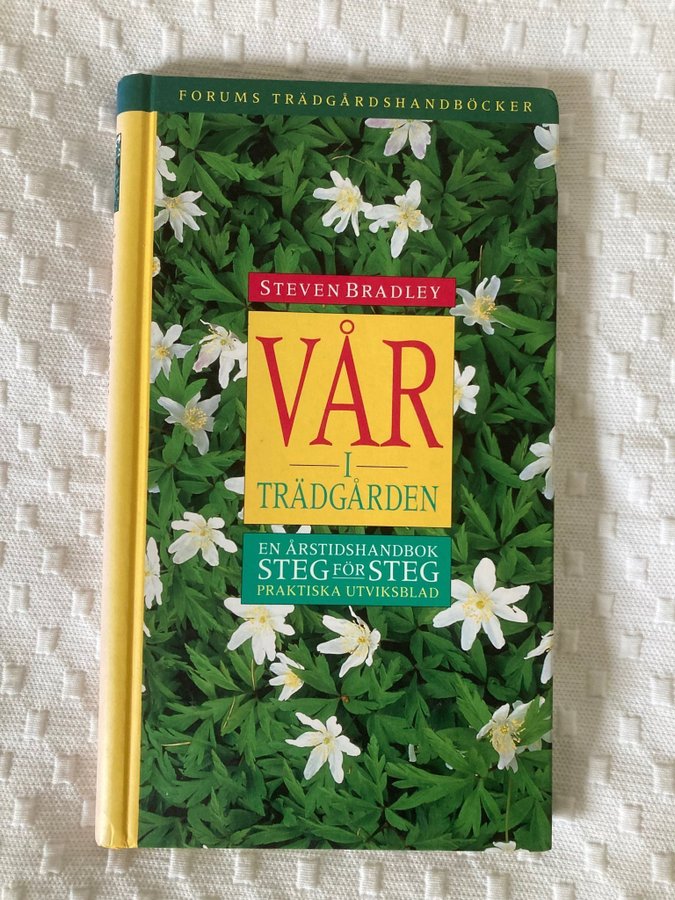 FORUMS TRÄDGÅRDSHANDBÖCKER
STEVEN BRADLEY
VÅR
I
TRÄDGÅRDEN
EN ÅRSTIDSHANDBOK
STEG FÖR STEG
PRAKTISKA UTVIKSBLAD